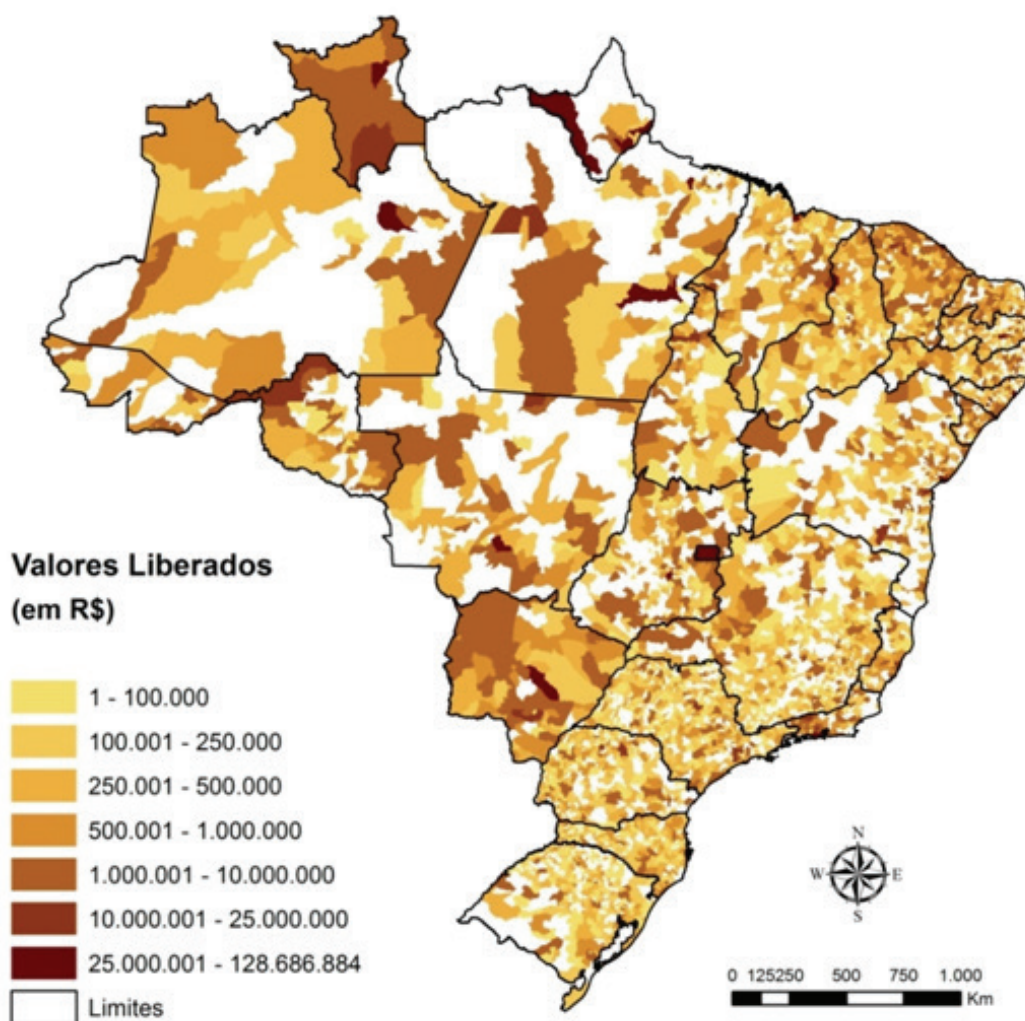 Valores Liberados
(em R$)
1 - 100.000
100.001 - 250.000
250.001 - 500.000
500.001 - 1.000.000
1.000.001 - 10.000.000
10.000.001 - 25.000.000
25.000.001 - 128.686.884
Limites
N
W E
S
0 125250 500 750 1.000
Km